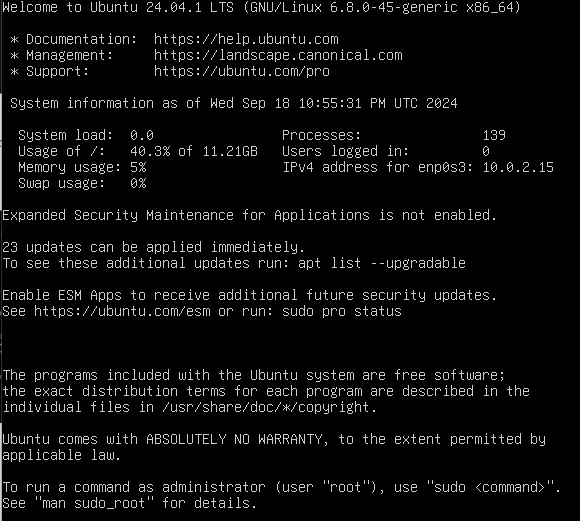 Welcome to Ubuntu 24.04.1 LTS (GNU/Linux 6.8.0-45-generic x86_64)
* Documentation:  https://help.ubuntu.com
* Management:     https://landscape.canonical.com
* Support:        https://ubuntu.com/pro
System information as of Wed Sep 18 10:55:31 PM UTC 2024
System load:  0.0                Processes:               139
Usage of /:   40.3% of 11.21GB   Users logged in:         0
Memory usage: 5%                 IPv4 address for enp0s3: 10.0.2.15
Swap usage:   0%
Expanded Security Maintenance for Applications is not enabled.
23 updates can be applied immediately.
To see these additional updates run: apt list --upgradable
Enable ESM Apps to receive additional future security updates.
See https://ubuntu.com/esm or run: sudo pro status
The programs included with the Ubuntu system are free software;
the exact distribution terms for each program are described in the
individual files in /usr/share/doc/*/copyright.
Ubuntu comes with ABSOLUTELY NO WARRANTY, to the extent permitted by
applicable law.
To run a command as administrator (user "root"), use "sudo <command>".
See "man sudo_root" for details.